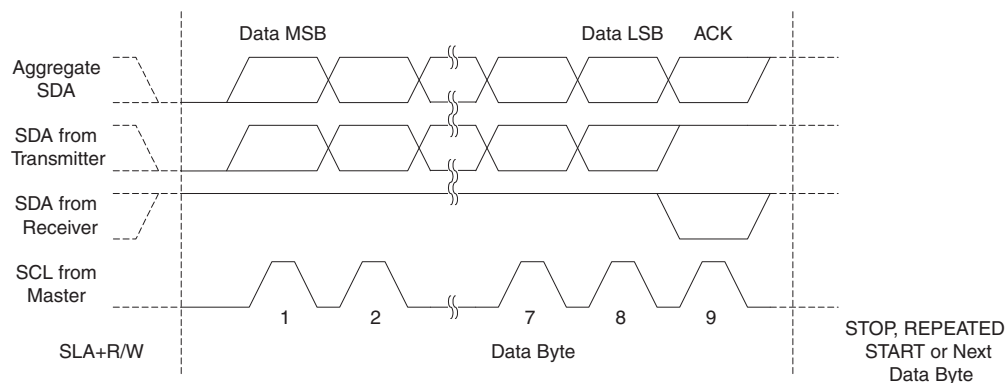 Data MSB
Data LSB
ACK
Aggregate
SDA
SDA from
Transmitter
SDA from
Receiver
SCL from
Master
1
2
7
8
9
SLA+R/W
Data Byte
STOP, REPEATED
START or Next
Data Byte